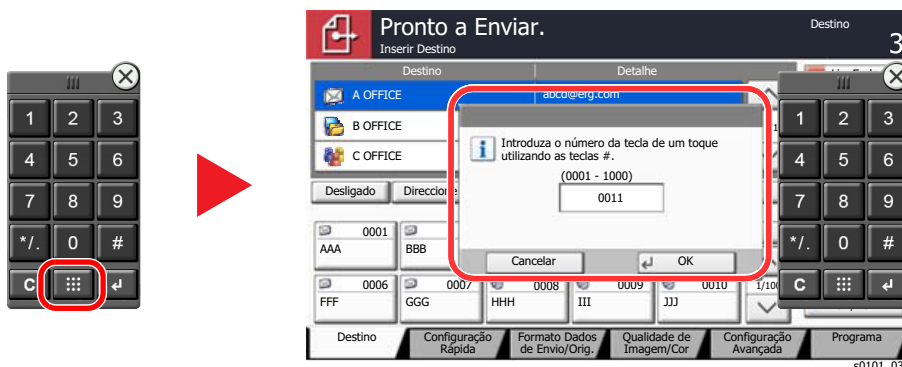 1 2 3
4 5 6
7 8 9
*/. 0 #
C
Pronto a Enviar.
Inserir Destino
Destino
3
Destino Detalhe
A OFFICE abcd@erg.com
B OFFICE
C OFFICE
Introduza o número da tecla de um toque
utilizando as teclas #.
(0001 - 1000)
0011
Cancelar OK
Desligado
0001
AAA BBB
0006 0007 0008 0009 0010 
FFF GGG HHH III JJJ
1 2 3
4 5 6
7 8 9
*/. 0 #
C
Destino
Configuração
Rápida
Formato Dados
de Envio/Orig.
Qualidade de
Imagem/Cor
Configuração
Avançada
Programa